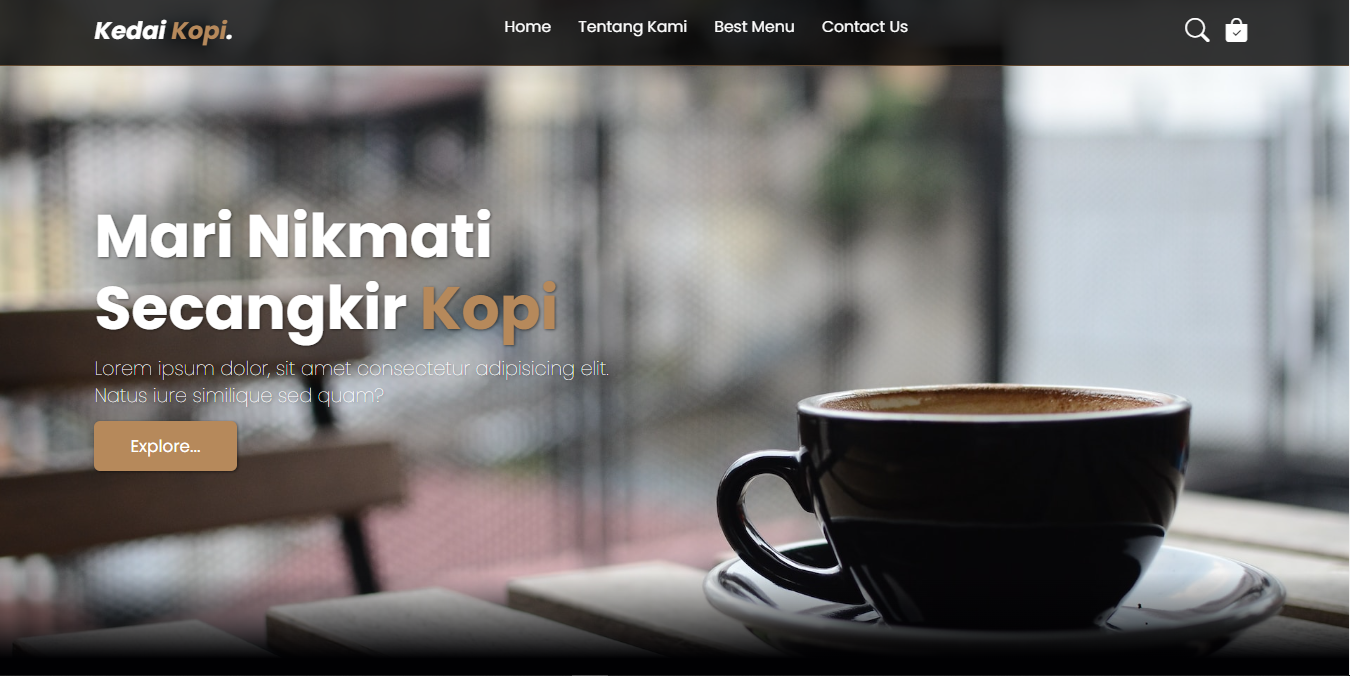 Kedai Kopi.
Home
Tentang Kami
Best Menu
Contact Us
Mari Nikmati
Secangkir Kopi
Lorem ipsum dolor, sit amet consectetur adipisicing elit.
Natus iure similique sed quam?
Explore...